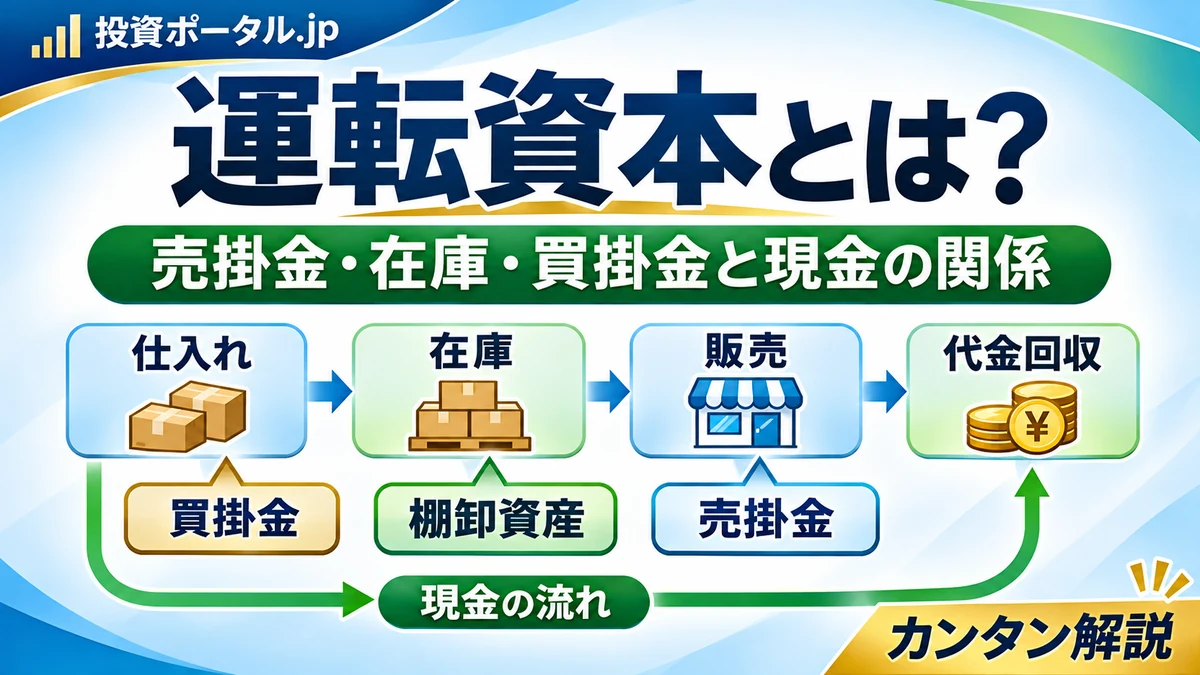 投資ポータル.jp
運転資本とは?
売掛金・在庫・買掛金と現金の関係
仕入れ
在庫
販売
代金回収
¥
買掛金
棚卸資産
売掛金
現金の流れ
カンタン解説